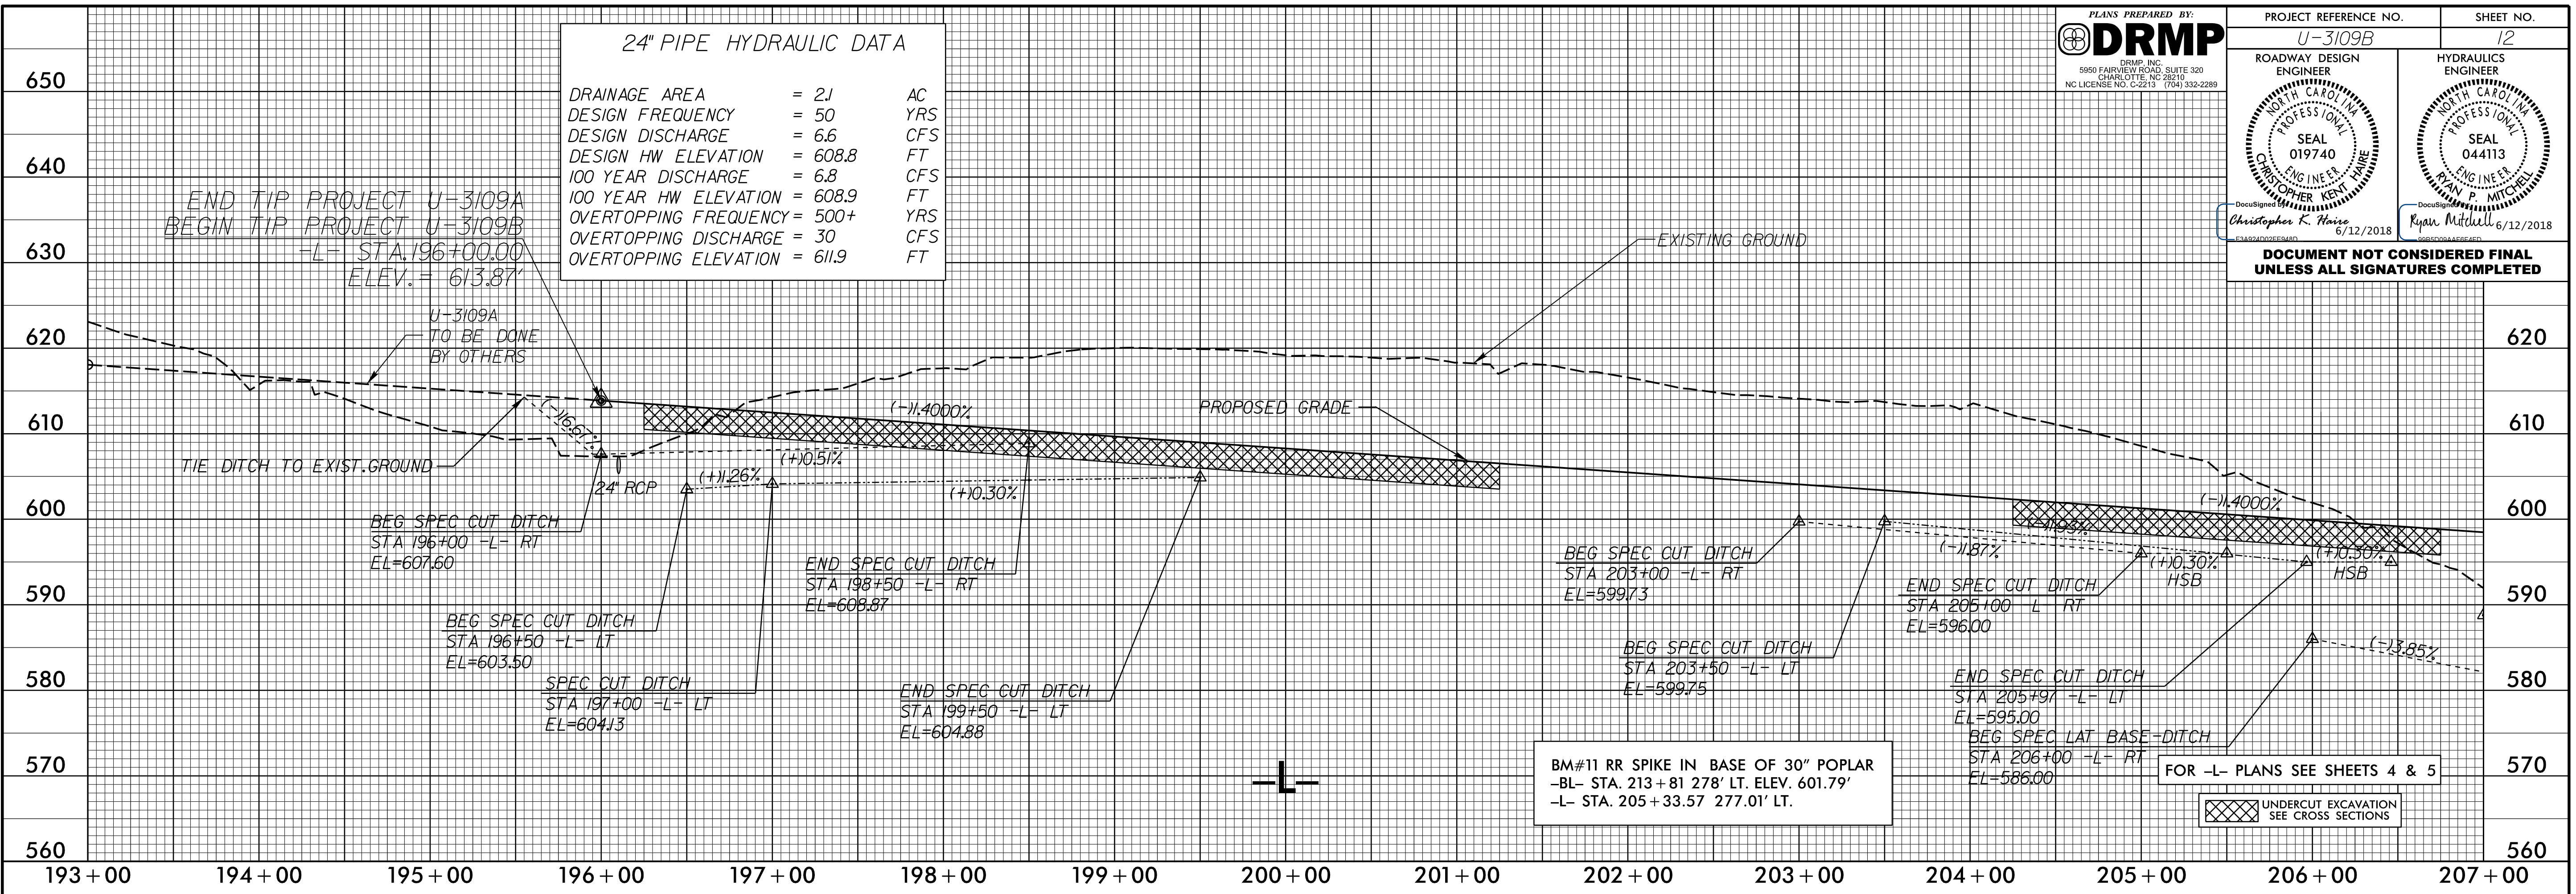 PLANS PREPARED BY:
DRMP
DRMP, INC.
5950 FAIRVIEW ROAD, SUITE 320
CHARLOTTE, NC 28210
NC LICENSE NO. C-2213 (704) 332-2289
PROJECT REFERENCE NO.
SHEET NO.
U-3109B
12
ROADWAY DESIGN
ENGINEER
HYDRAULICS
ENGINEER
NORTH CAROLINA
PROFESSIONAL
SEAL
019740
ENGINEER
CHRISTOPHER KENT HAIRE
NORTH CAROLINA
PROFESSIONAL
SEAL
044113
ENGINEER
RYAN P. MITCHELL
DocuSigned by
Christopher K. Haire
6/12/2018
Ryan Mitchell
6/12/2018
DOCUMENT NOT CONSIDERED FINAL
UNLESS ALL SIGNATURES COMPLETED
24" PIPE HYDRAULIC DATA
DRAINAGE AREA = 2.1 AC
DESIGN FREQUENCY = 50 YRS
DESIGN DISCHARGE = 6.6 CFS
DESIGN HW ELEVATION = 608.8 FT
100 YEAR DISCHARGE = 6.8 CFS
100 YEAR HW ELEVATION = 608.9 FT
OVERTOPPING FREQUENCY = 500+ YRS
OVERTOPPING DISCHARGE = 30 CFS
OVERTOPPING ELEVATION = 611.9 FT
650
640
630
620
610
600
590
580
570
560
620
610
600
590
580
570
560
END TIP PROJECT U-3109A
BEGIN TIP PROJECT U-3109B
-L- STA.196+00.00
ELEV.= 613.87'
U-3109A
TO BE DONE
BY OTHERS
EXISTING GROUND
PROPOSED GRADE
TIE DITCH TO EXIST.GROUND
(-)16.67%
24" RCP
(+)1.26%
(+)0.51%
(-)1.4000%
(+)0.30%
BEG SPEC CUT DITCH
STA 196+00 -L- RT
EL=607.60
BEG SPEC CUT DITCH
STA 196+50 -L- LT
EL=603.50
SPEC CUT DITCH
STA 197+00 -L- LT
EL=604.13
END SPEC CUT DITCH
STA 198+50 -L- RT
EL=608.87
END SPEC CUT DITCH
STA 199+50 -L- LT
EL=604.88
BEG SPEC CUT DITCH
STA 203+00 -L- RT
EL=599.73
BEG SPEC CUT DITCH
STA 203+50 -L- LT
EL=599.75
(-)1.87%
(-)1.4000%
(+)0.30%
HSB
(+)0.30%
HSB
END SPEC CUT DITCH
STA 205+00 L RT
EL=596.00
END SPEC CUT DITCH
STA 205+97 -L- LT
EL=595.00
BEG SPEC LAT BASE-DITCH
STA 206+00 -L- RT
EL=586.00
(-)3.85%
-L-
BM#11 RR SPIKE IN BASE OF 30" POPLAR
-BL- STA. 213+81 278' LT. ELEV. 601.79'
-L- STA. 205+33.57 277.01' LT.
FOR -L- PLANS SEE SHEETS 4 & 5
UNDERCUT EXCAVATION
SEE CROSS SECTIONS
193+00 194+00 195+00 196+00 197+00 198+00 199+00 200+00 201+00 202+00 203+00 204+00 205+00 206+00 207+00